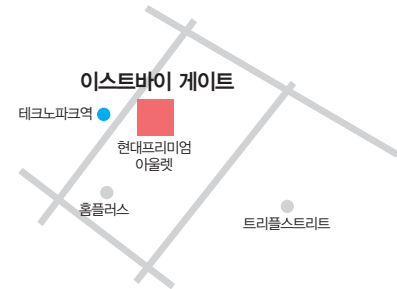 이스트바이 게이트
테크노파크역
현대프리미엄
아울렛
홈플러스
트리플스트리트